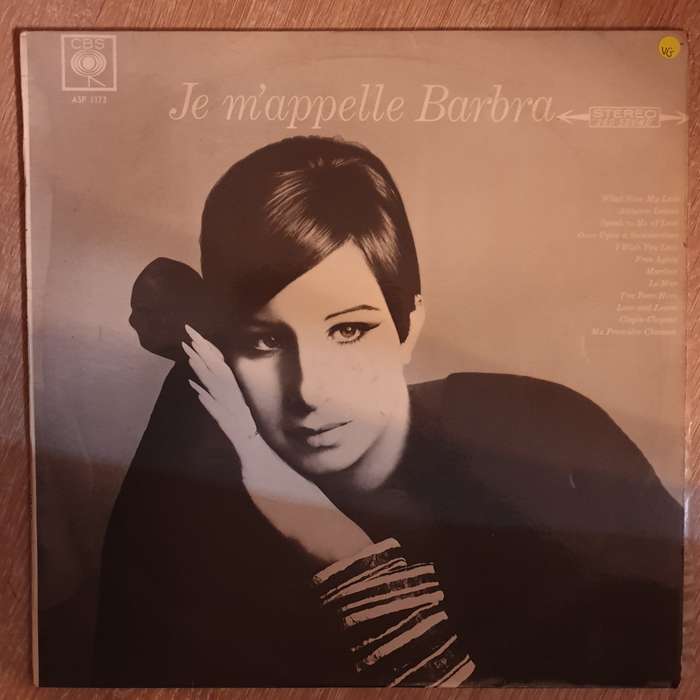 CBS
ASF 1173
Je m'appelle Barbra
STEREO
VG
What Now My Love
Autumn Leaves
Speak to Me of Love
Once Upon a Summertime
I Wish You Love
Free Again
Martina
Le Mur
I've Been Here
Love and Learn
Clopin-Clopant
Ma Première Chanson